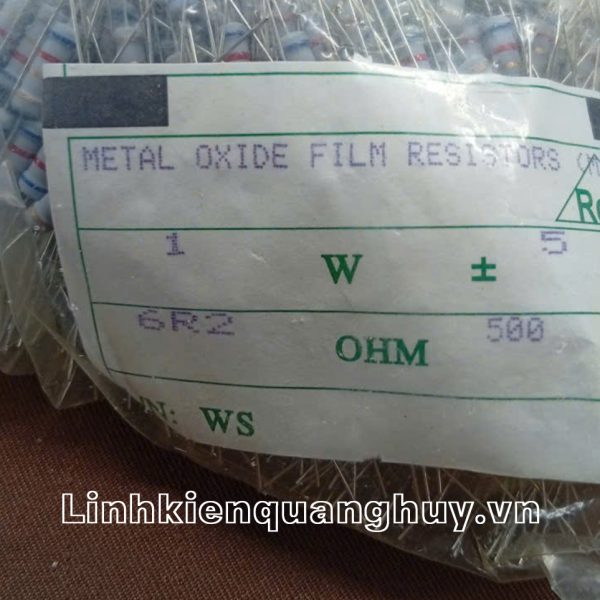 METAL OXIDE FILM RESISTORS (M
1 W ± 5
6R2 OHM 500
WS
Linhkienquanghuy.vn